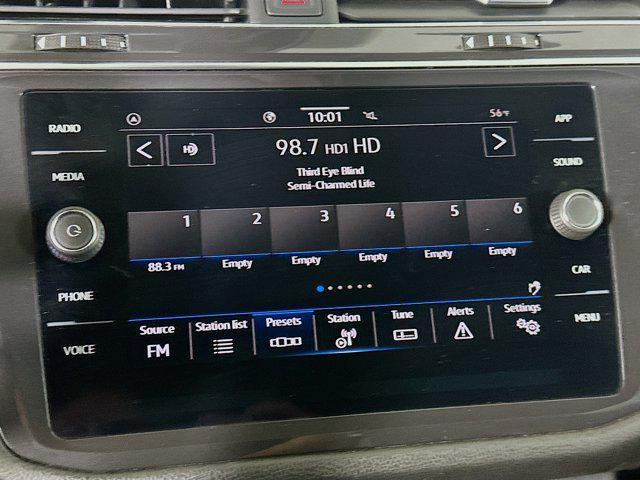 10:01
56°F
RADIO
APP
HD
98.7 HD1 HD
Third Eye Blind
Semi-Charmed Life
MEDIA
SOUND
1 2 3 4 5 6
88.3 FM Empty Empty Empty Empty Empty
PHONE
CAR
Source Station list Presets Station Tune Alerts Settings
FM
VOICE
MENU